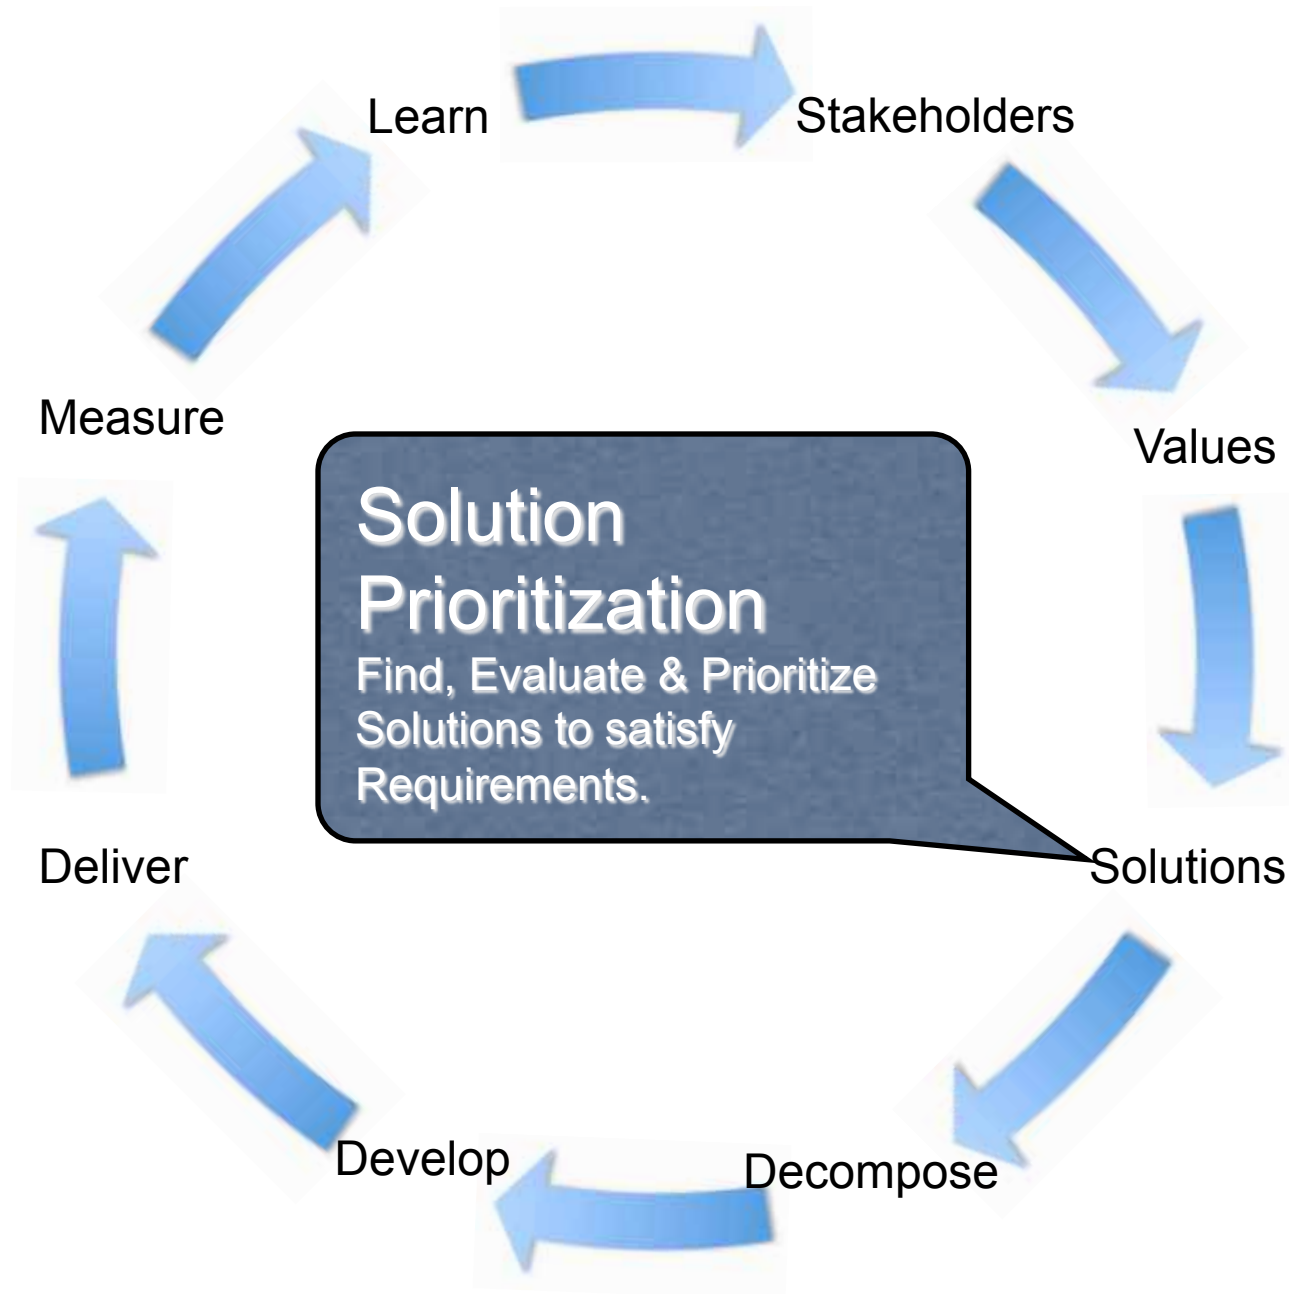 Learn
Stakeholders
Measure
Values
Solution
Prioritization
Find, Evaluate & Prioritize
Solutions to satisfy
Requirements.
Deliver
Solutions
Develop
Decompose